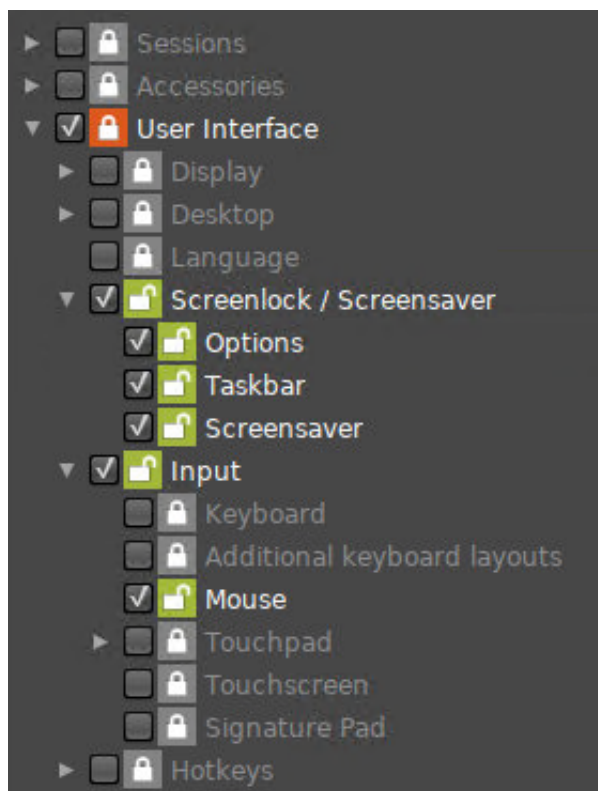 Sessions
Accessories
User Interface
Display
Desktop
Language
Screenlock / Screensaver
Options
Taskbar
Screensaver
Input
Keyboard
Additional keyboard layouts
Mouse
Touchpad
Touchscreen
Signature Pad
Hotkeys